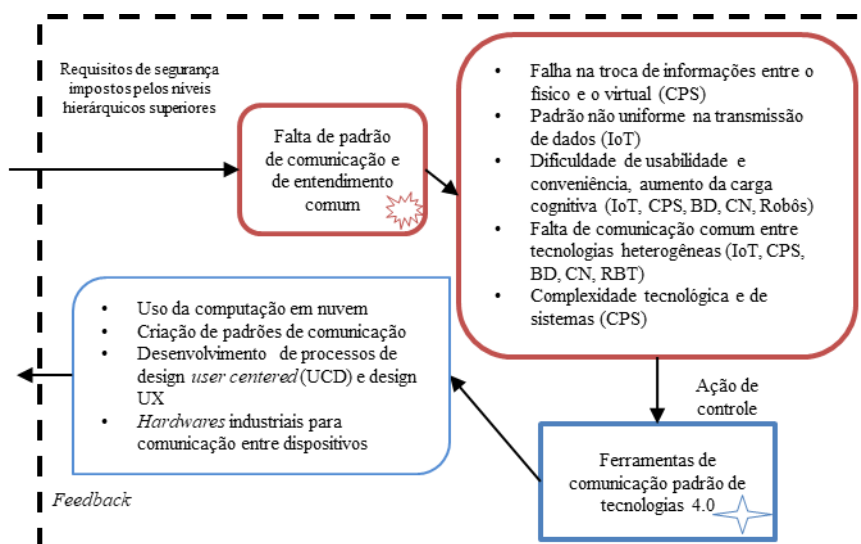 Requisitos de segurança
impostos pelos níveis
hierárquicos superiores
Falta de padrão
de comunicação e
de entendimento
comum
• Falha na troca de informações entre o
físico e o virtual (CPS)
• Padrão não uniforme na transmissão
de dados (IoT)
• Dificuldade de usabilidade e
conveniência, aumento da carga
cognitiva (IoT, CPS, BD, CN, Robôs)
• Falta de comunicação comum entre
tecnologias heterogêneas (IoT, CPS,
BD, CN, RBT)
• Complexidade tecnológica e de
sistemas (CPS)
Ação de
controle
Ferramentas de
comunicação padrão de
tecnologias 4.0
• Uso da computação em nuvem
• Criação de padrões de comunicação
• Desenvolvimento de processos de
design user centered (UCD) e design
UX
• Hardwares industriais para
comunicação entre dispositivos
Feedback